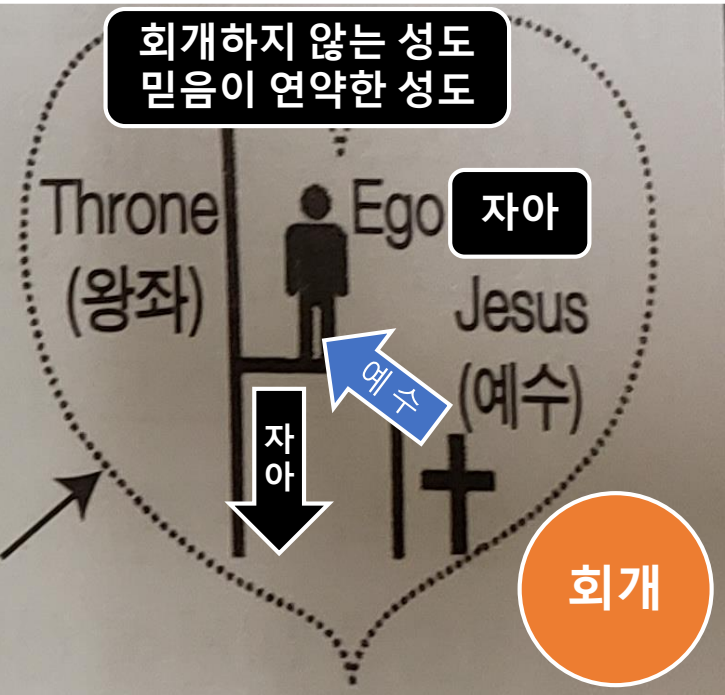 회개하지 않는 성도
믿음이 연약한 성도
Throne
(왕좌)
Ego
자아
Jesus
(예수)
예수
자
아
회개